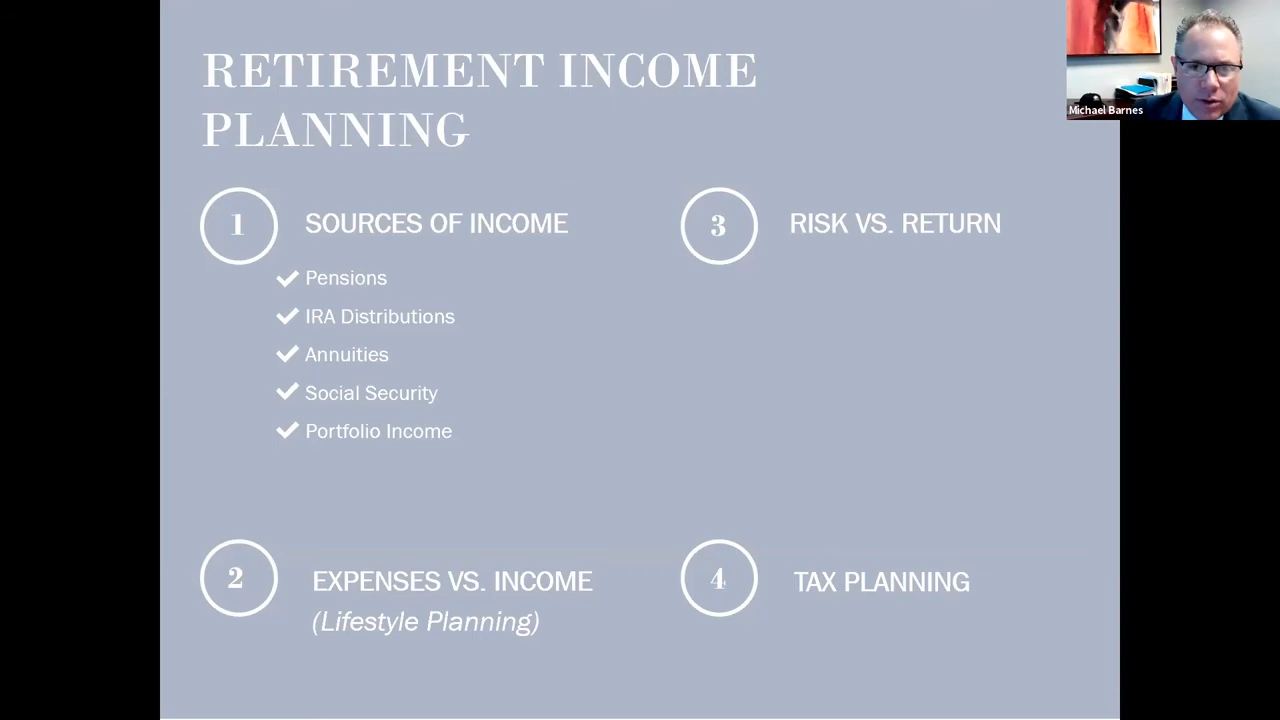 RETIREMENT INCOME
PLANNING
1
SOURCES OF INCOME
Pensions
IRA Distributions
Annuities
Social Security
Portfolio Income
2
EXPENSES VS. INCOME
(Lifestyle Planning)
3
RISK VS. RETURN
4
TAX PLANNING
Michael Barnes